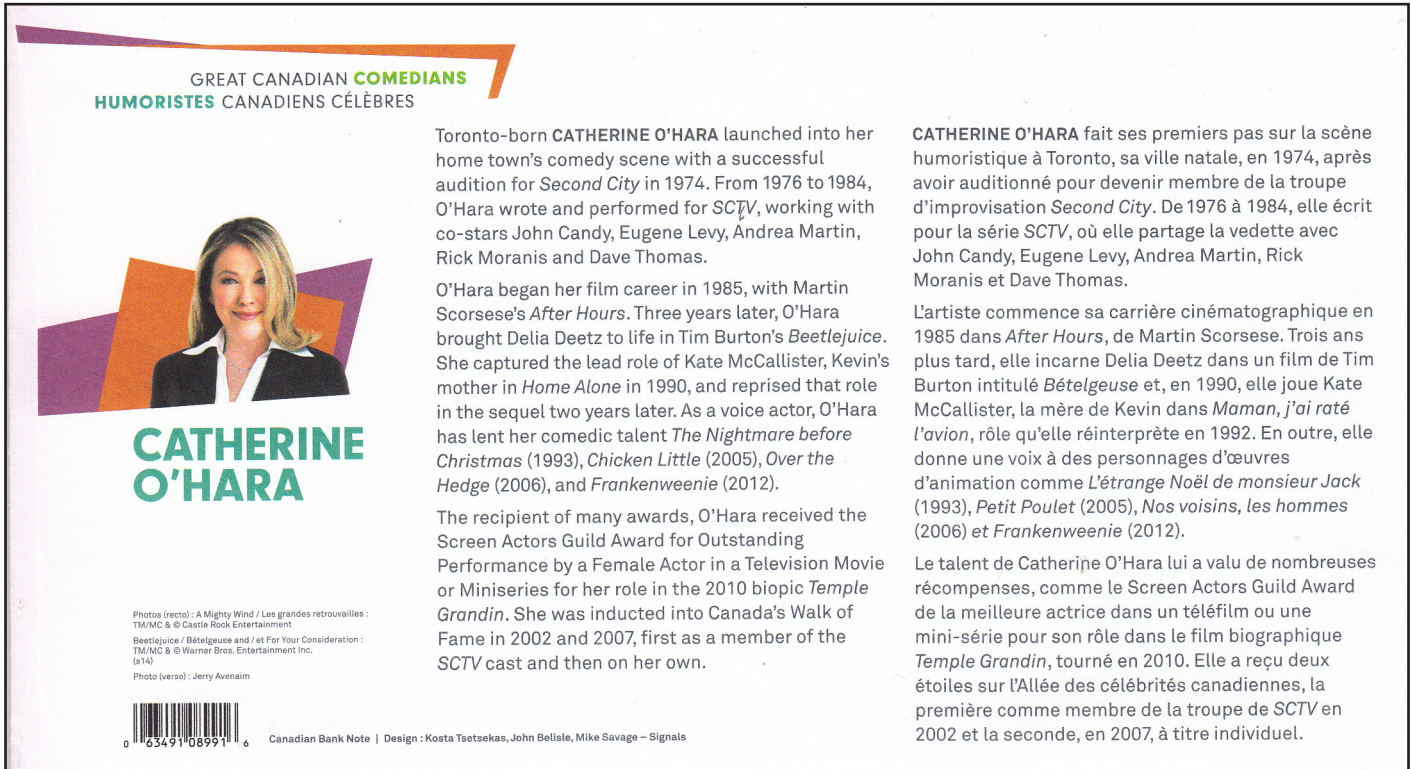 GREAT CANADIAN COMEDIANS
HUMORISTES CANADIENS CÉLÈBRES
CATHERINE
O'HARA
Photos (recto) : A Mighty Wind / Les grandes retrouvailles :
TM/MC & © Castle Rock Entertainment
Beetlejuice / Bételgeuse and / et For Your Consideration :
TM/MC & © Warner Bros. Entertainment Inc.
(s14)
Photo (verso) : Jerry Avenaim
0 63491 08991 6
Canadian Bank Note | Design : Kosta Tsetsekas, John Belisle, Mike Savage – Signals
Toronto-born CATHERINE O'HARA launched into her
home town's comedy scene with a successful
audition for Second City in 1974. From 1976 to 1984,
O'Hara wrote and performed for SCTV, working with
co-stars John Candy, Eugene Levy, Andrea Martin,
Rick Moranis and Dave Thomas.
O'Hara began her film career in 1985, with Martin
Scorsese's After Hours. Three years later, O'Hara
brought Delia Deetz to life in Tim Burton's Beetlejuice.
She captured the lead role of Kate McCallister, Kevin's
mother in Home Alone in 1990, and reprised that role
in the sequel two years later. As a voice actor, O'Hara
has lent her comedic talent The Nightmare before
Christmas (1993), Chicken Little (2005), Over the
Hedge (2006), and Frankenweenie (2012).
The recipient of many awards, O'Hara received the
Screen Actors Guild Award for Outstanding
Performance by a Female Actor in a Television Movie
or Miniseries for her role in the 2010 biopic Temple
Grandin. She was inducted into Canada's Walk of
Fame in 2002 and 2007, first as a member of the
SCTV cast and then on her own.
CATHERINE O'HARA fait ses premiers pas sur la scène
humoristique à Toronto, sa ville natale, en 1974, après
avoir auditionné pour devenir membre de la troupe
d'improvisation Second City. De 1976 à 1984, elle écrit
pour la série SCTV, où elle partage la vedette avec
John Candy, Eugene Levy, Andrea Martin, Rick
Moranis et Dave Thomas.
L'artiste commence sa carrière cinématographique en
1985 dans After Hours, de Martin Scorsese. Trois ans
plus tard, elle incarne Delia Deetz dans un film de Tim
Burton intitulé Bételgeuse et, en 1990, elle joue Kate
McCallister, la mère de Kevin dans Maman, j'ai raté
l'avion, rôle qu'elle réinterprète en 1992. En outre, elle
donne une voix à des personnages d'œuvres
d'animation comme L'étrange Noël de monsieur Jack
(1993), Petit Poulet (2005), Nos voisins, les hommes
(2006) et Frankenweenie (2012).
Le talent de Catherine O'Hara lui a valu de nombreuses
récompenses, comme le Screen Actors Guild Award
de la meilleure actrice dans un téléfilm ou une
mini-série pour son rôle dans le film biographique
Temple Grandin, tourné en 2010. Elle a reçu deux
étoiles sur l'Allée des célébrités canadiennes, la
première comme membre de la troupe de SCTV en
2002 et la seconde, en 2007, à titre individuel.